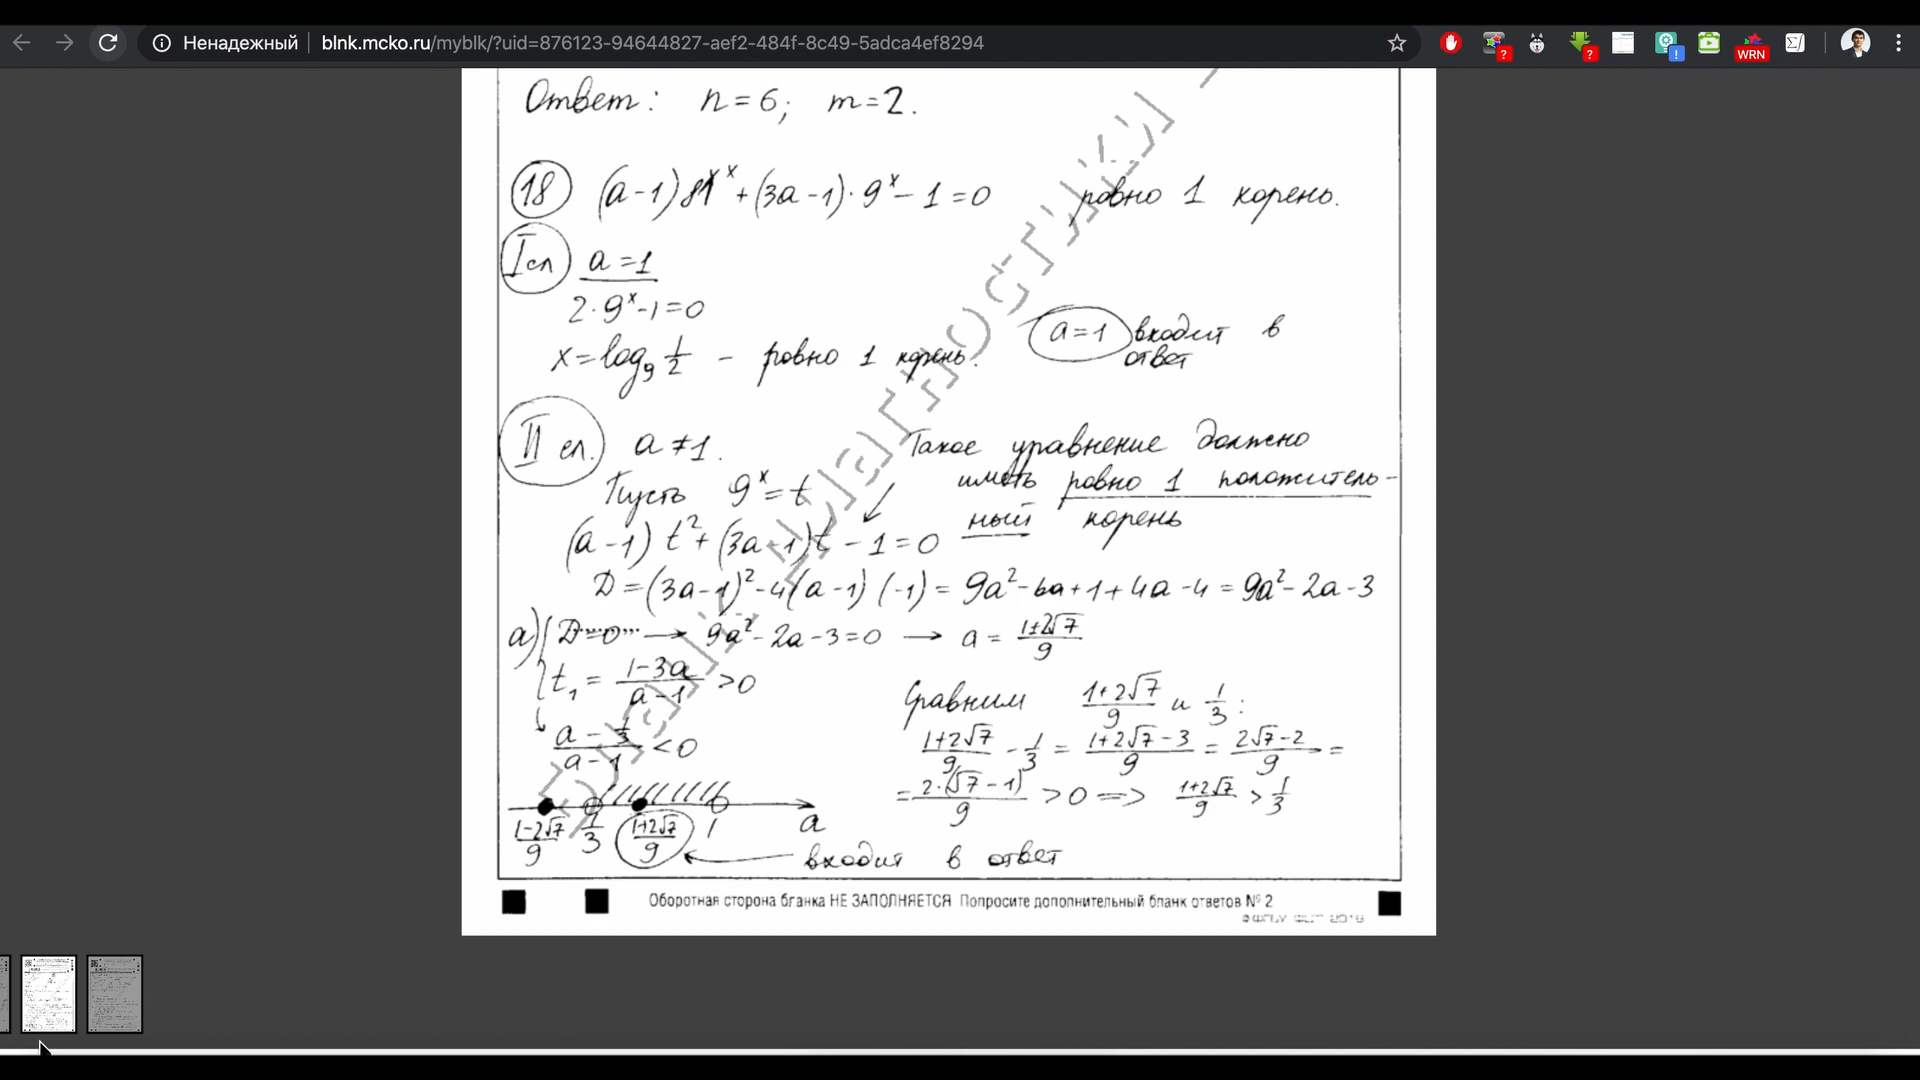 Ненадежный blnk.mcko.ru/myblk/?uid=876123-94644827-aef2-484f-8c49-5adca4ef8294
? ? ! WRN
Ответ: n=6; m=2.
18 (a-1)81^x+(3a-1)·9^x-1=0 ровно 1 корень.
I сл a=1
2·9^x-1=0
a=1 входит в
x=log₉ 1/2 - ровно 1 корень. ответ
II сл. a≠1. Такое уравнение должно
Пусть 9^x=t иметь ровно 1 положитель-
(a-1)t²+(3a-1)t-1=0 ный корень
D=(3a-1)²-4(a-1)(-1)=9a²-6a+1+4a-4=9a²-2a-3
a) D=0 → 9a²-2a-3=0 → a=(1±2√7)/9
t₁=(1-3a)/(a-1)>0
Сравним (1+2√7)/9 и 1/3:
(a-1/3)/(a-1)<0 (1+2√7)/9-1/3=(1+2√7-3)/9=(2√7-2)/9=
=2·(√7-1)/9>0 => (1+2√7)/9>1/3
(1-2√7)/9 1/3 (1+2√7)/9 1 a
входит в ответ
Оборотная сторона бланка НЕ ЗАПОЛНЯЕТСЯ Попросите дополнительный бланк ответов № 2